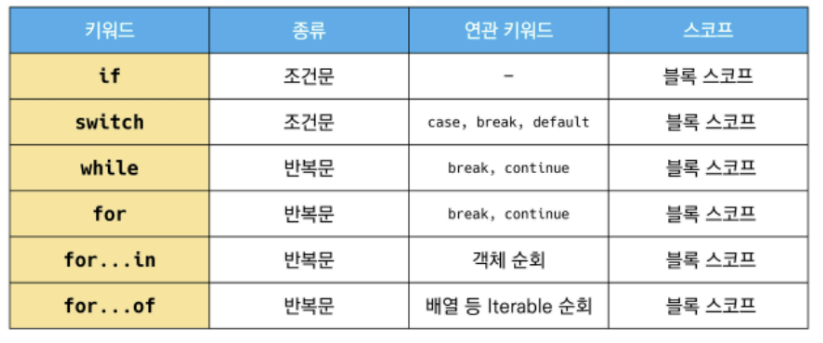 키워드 종류 연관 키워드 스코프
if 조건문 - 블록 스코프
switch 조건문 case, break, default 블록 스코프
while 반복문 break, continue 블록 스코프
for 반복문 break, continue 블록 스코프
for...in 반복문 객체 순회 블록 스코프
for...of 반복문 배열 등 Iterable 순회 블록 스코프